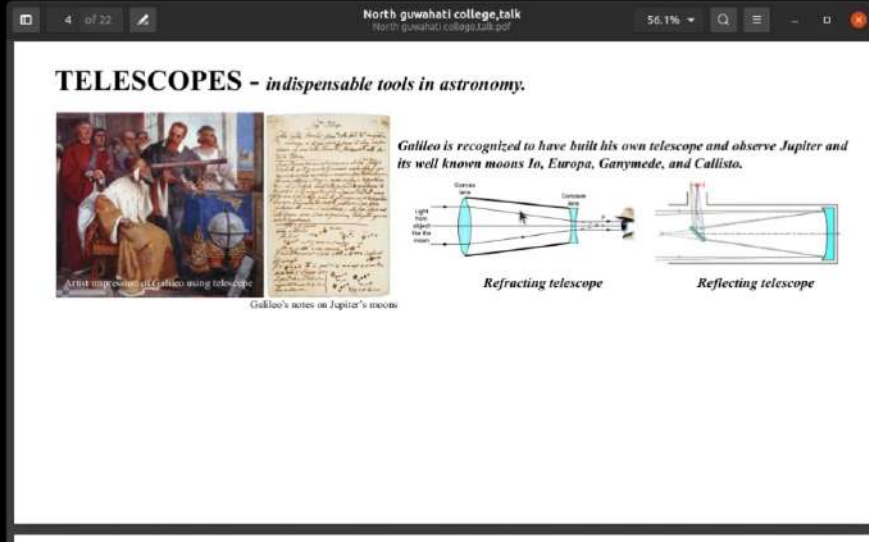 4 of 22
North guwahati college,talk
North guwahati college,talk.pdf
56.1%
TELESCOPES - indispensable tools in astronomy.
Galileo is recognized to have built his own telescope and observe Jupiter and
its well known moons Io, Europa, Ganymede, and Callisto.
Convex
lens
Concave
lens
Light
from
object
like the
moon
Artist impression of Galileo using telescope
Galileo's notes on Jupiter's moons
Refracting telescope
Reflecting telescope